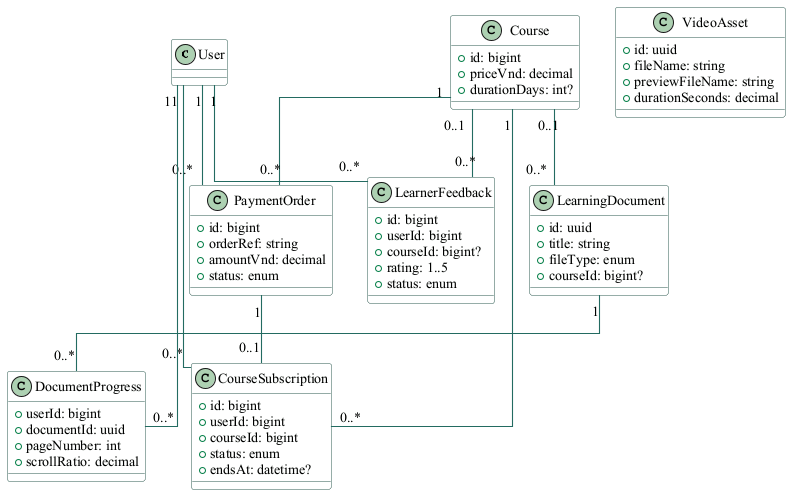 C User
C Course
id: bigint
priceVnd: decimal
durationDays: int?
C VideoAsset
id: uuid
fileName: string
previewFileName: string
durationSeconds: decimal
1
1
1
1
1
0..1
1
0..1
0..*
0..*
0..*
0..*
0..*
C PaymentOrder
id: bigint
orderRef: string
amountVnd: decimal
status: enum
C LearnerFeedback
id: bigint
userId: bigint
courseId: bigint?
rating: 1..5
status: enum
C LearningDocument
id: uuid
title: string
fileType: enum
courseId: bigint?
1
1
0..*
0..*
0..1
C DocumentProgress
userId: bigint
documentId: uuid
pageNumber: int
scrollRatio: decimal
0..*
C CourseSubscription
id: bigint
userId: bigint
courseId: bigint
status: enum
endsAt: datetime?
0..*